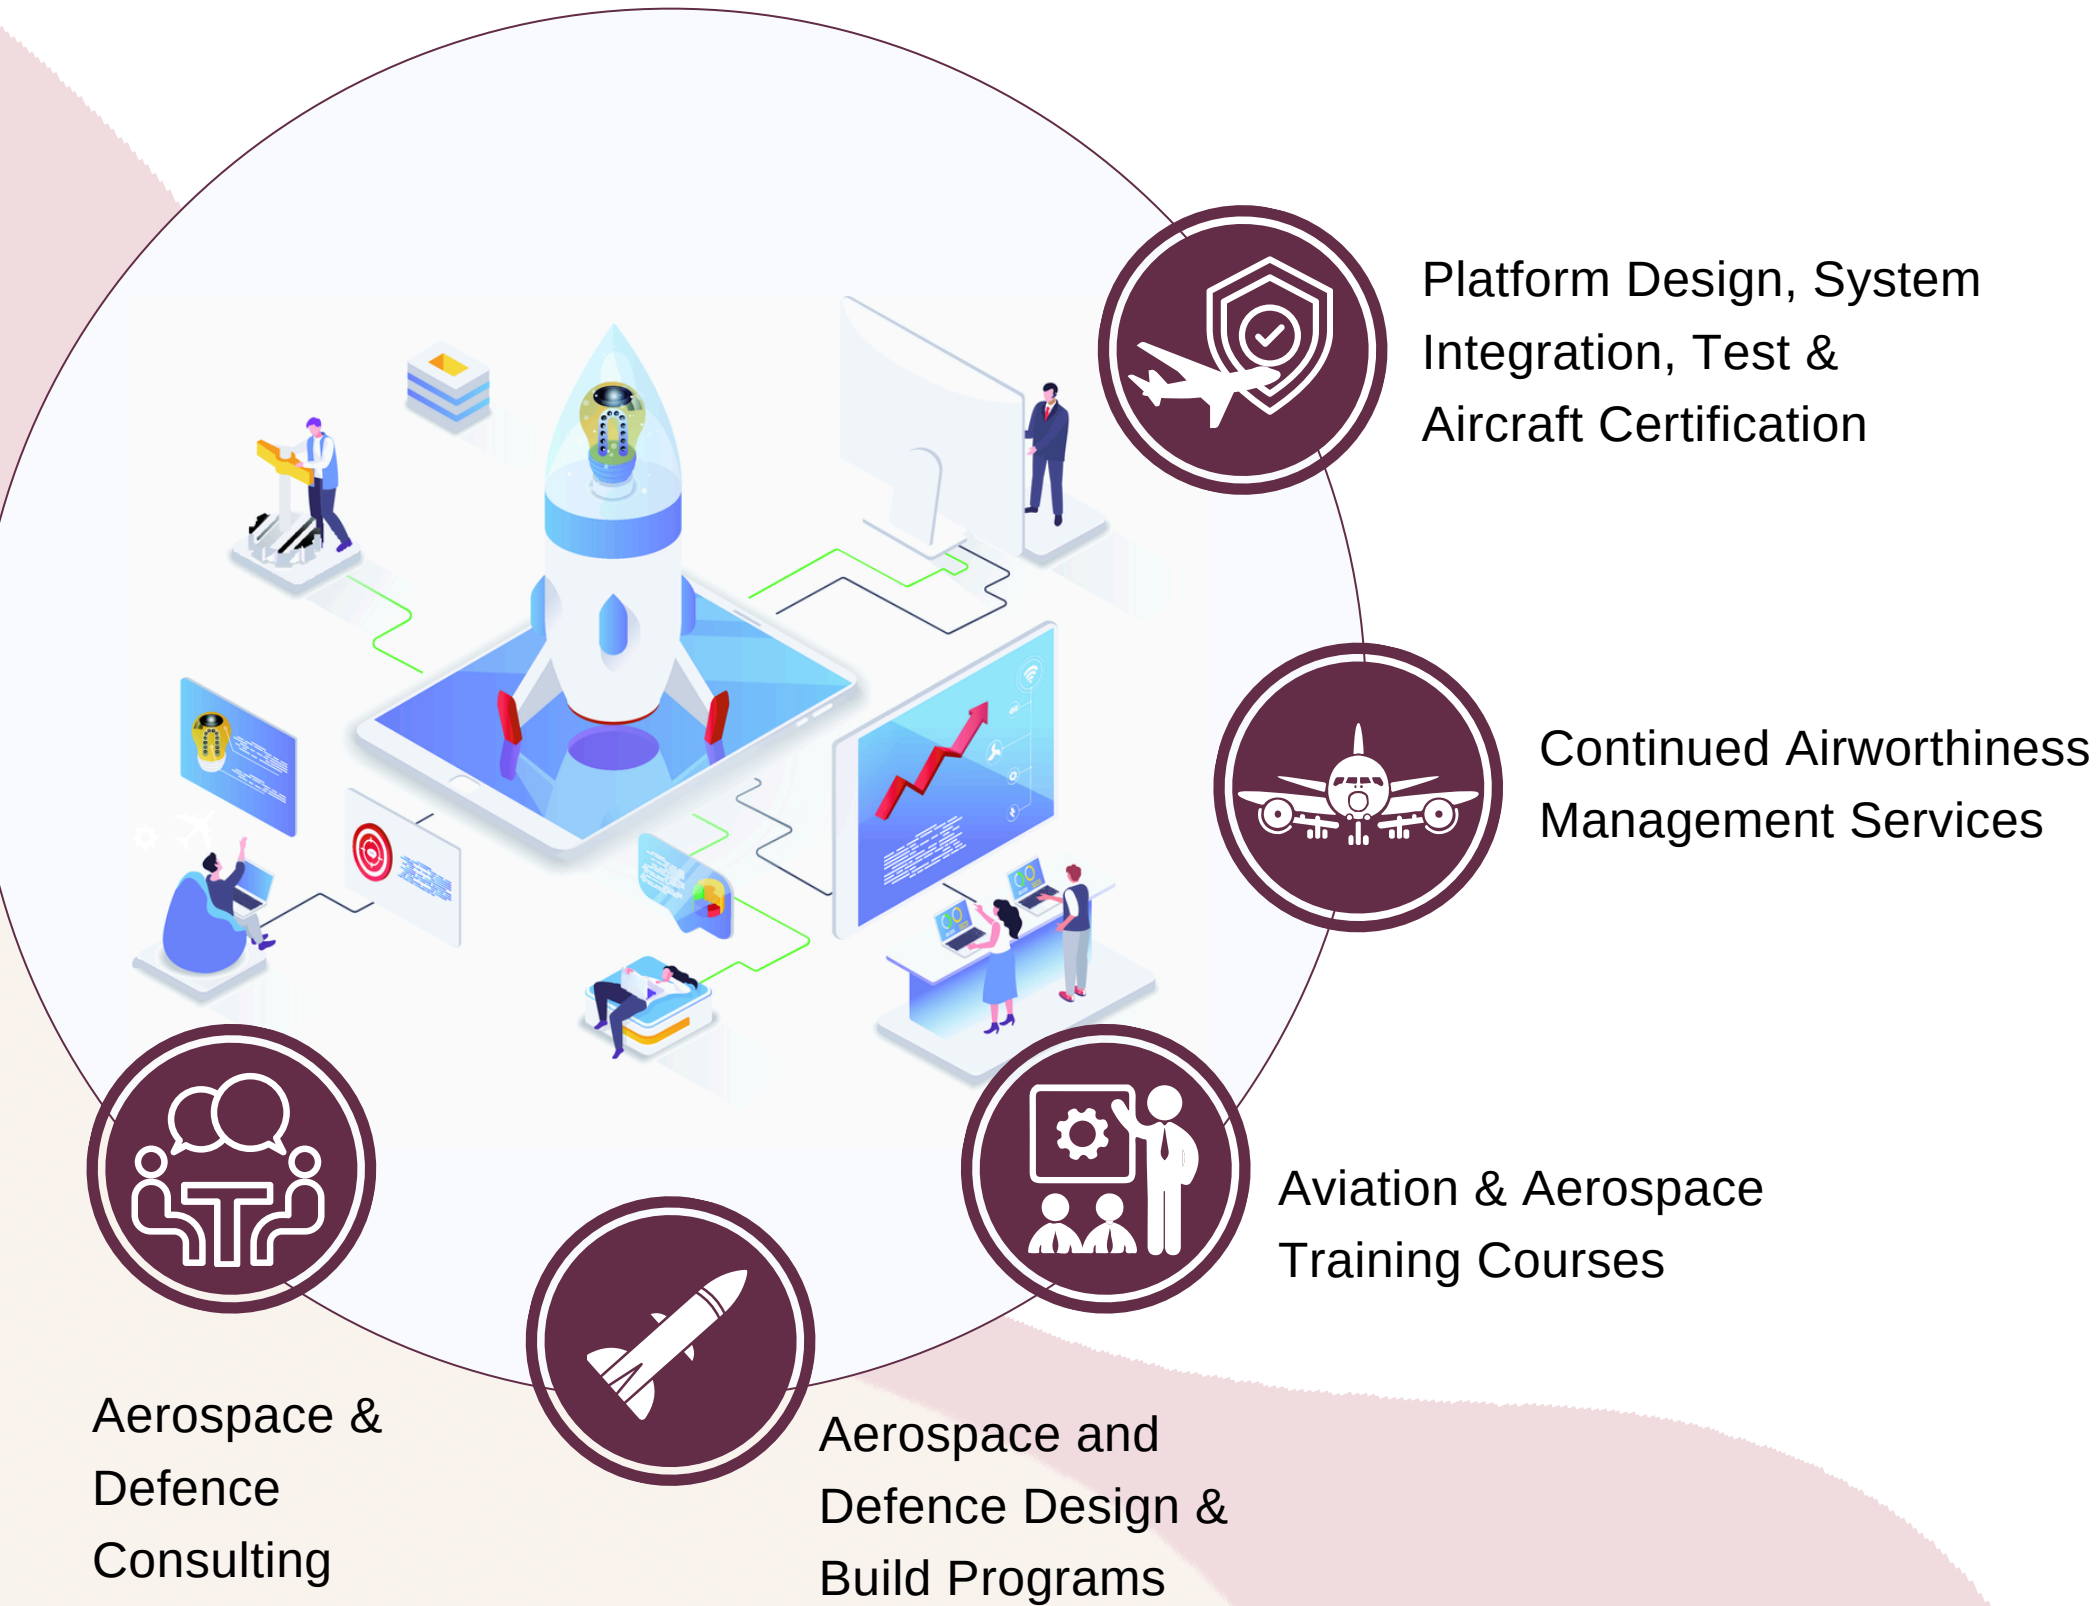 Platform Design, System
Integration, Test &
Aircraft Certification
Continued Airworthiness
Management Services
Aviation & Aerospace
Training Courses
Aerospace and
Defence Design &
Build Programs
Aerospace &
Defence
Consulting